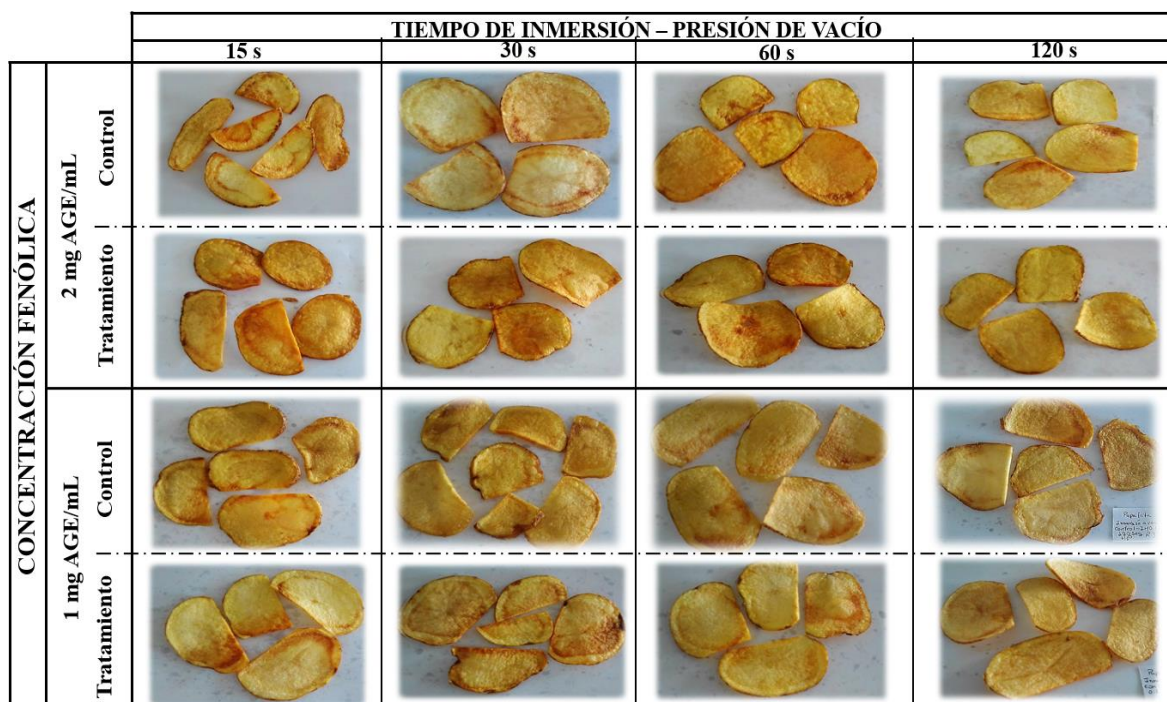 TIEMPO DE INMERSIÓN – PRESIÓN DE VACÍO
15 s
30 s
60 s
120 s
CONCENTRACIÓN FENÓLICA
2 mg AGE/mL
Control
Tratamiento
1 mg AGE/mL
Control
Tratamiento